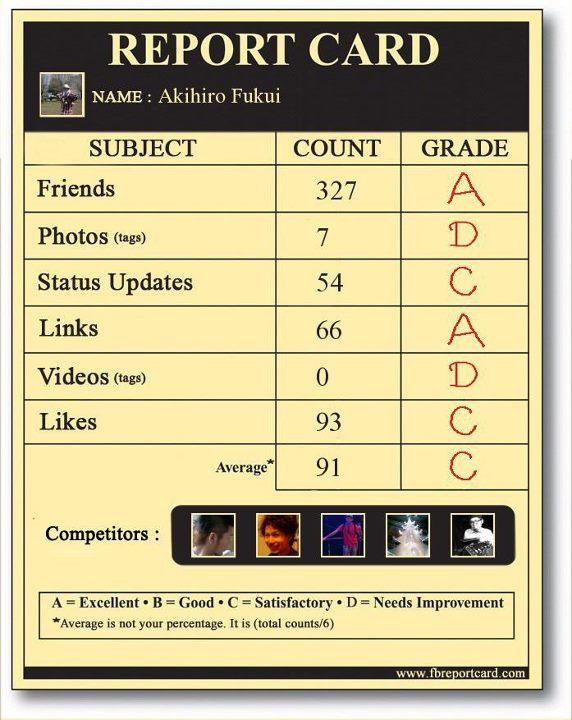 REPORT CARD
NAME : Akihiro Fukui
SUBJECT COUNT GRADE
Friends 327 A
Photos (tags) 7 D
Status Updates 54 C
Links 66 A
Videos (tags) 0 D
Likes 93 C
Average* 91 C
Competitors :
A = Excellent • B = Good • C = Satisfactory • D = Needs Improvement
*Average is not your percentage. It is (total counts/6)
www.fbreportcard.com